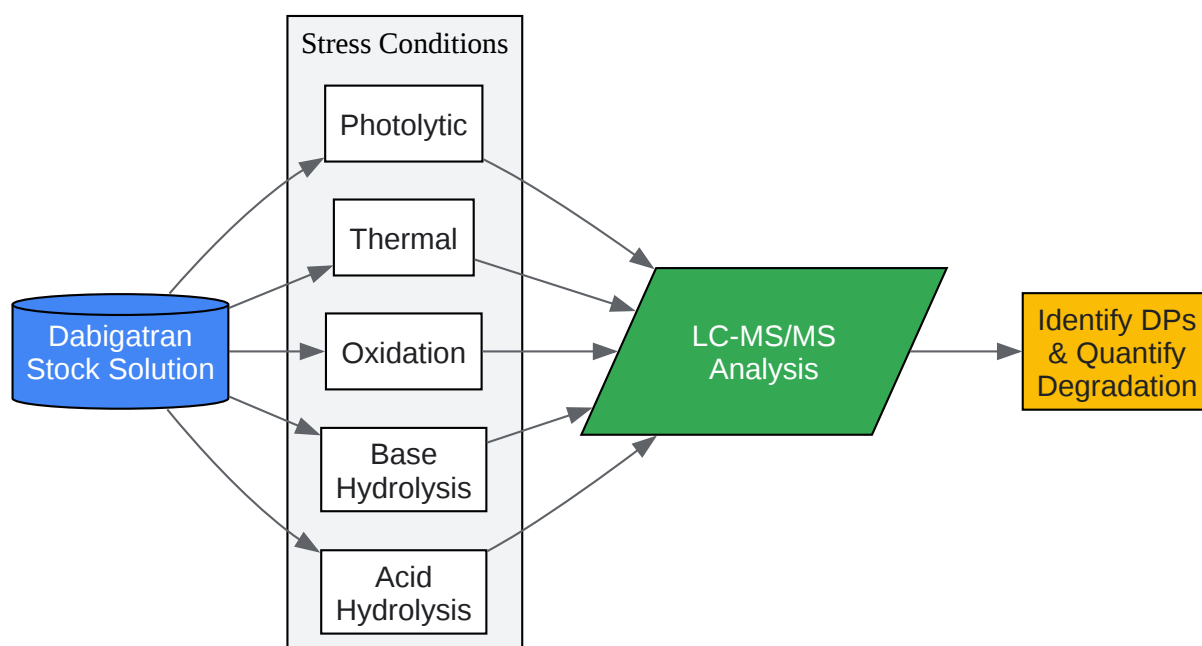 Stress Conditions
Photolytic
Thermal
Oxidation
Base
Hydrolysis
Acid
Hydrolysis
Dabigatran
Stock Solution
LC-MS/MS
Analysis
Identify DPs
& Quantify
Degradation